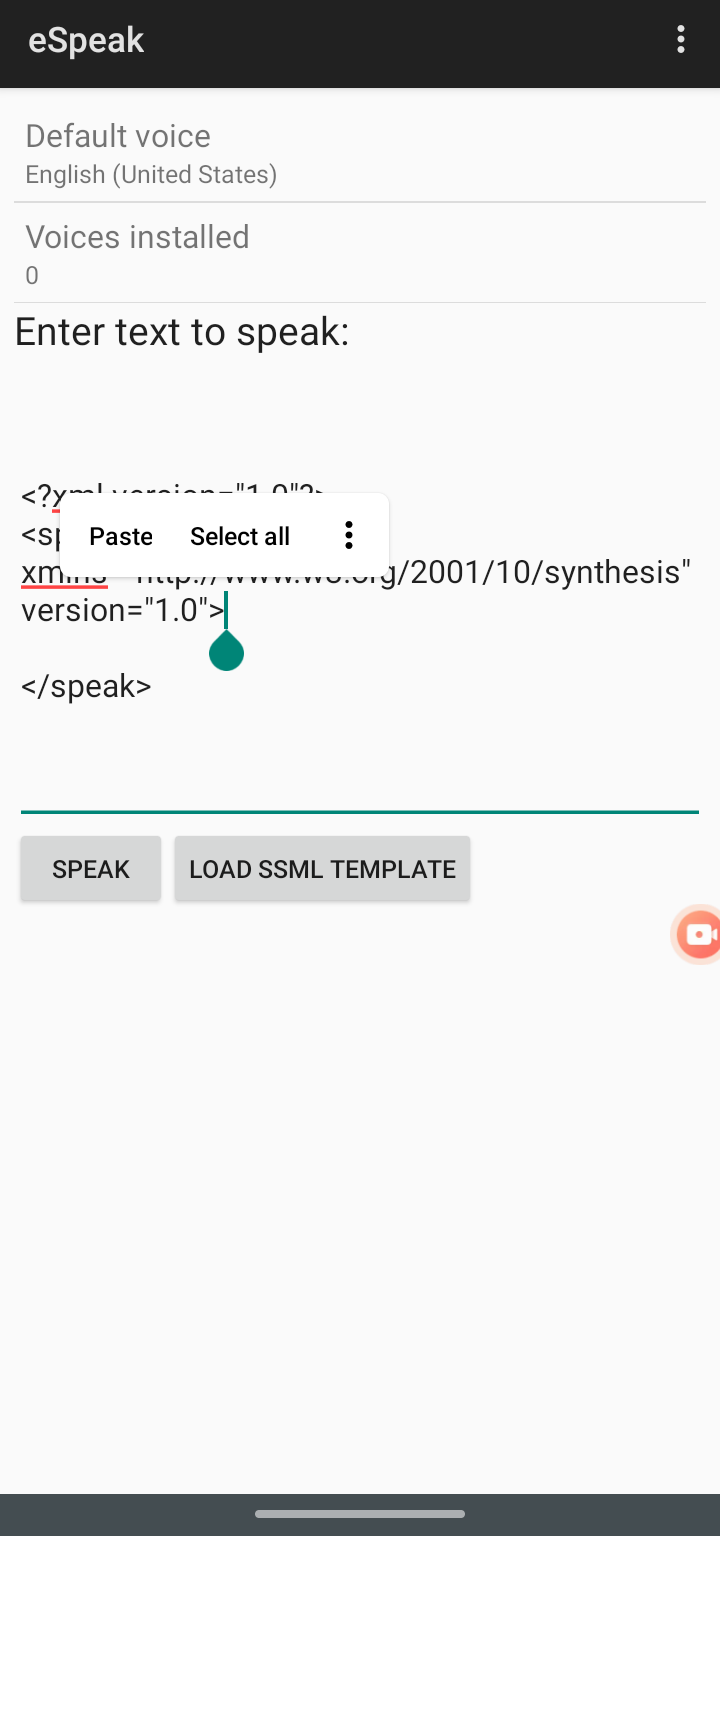 eSpeak
Default voice
English (United States)
Voices installed
0
Enter text to speak:
<?xml version="1.0"?>
<sp
Paste Select all
xmlns="http://www.w3.org/2001/10/synthesis"
version="1.0">
</speak>
SPEAK LOAD SSML TEMPLATE